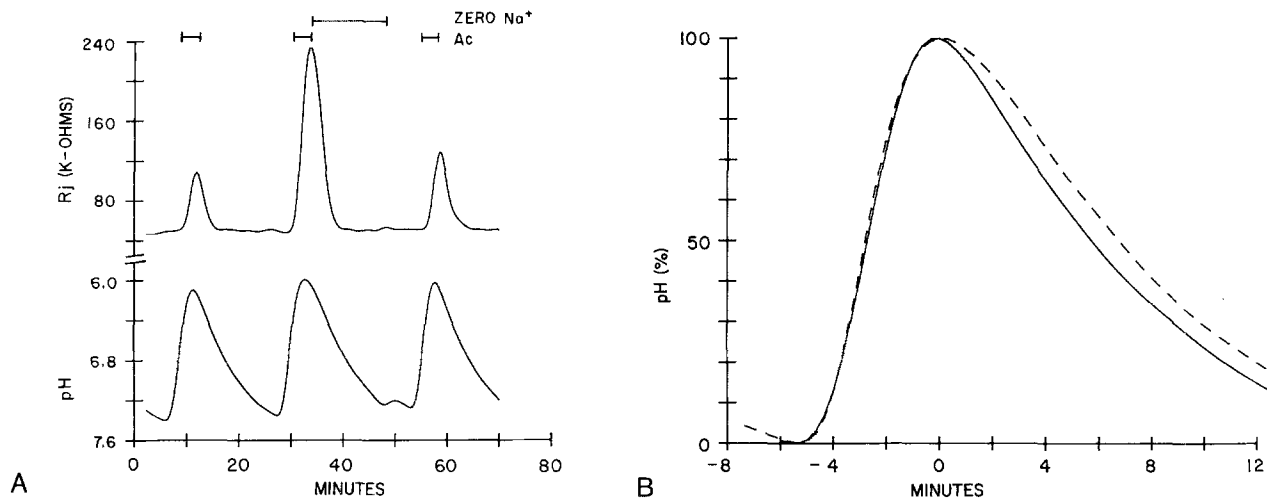 ZERO Na+
Ac
240
160
80
Rj (K-OHMS)
6.0
6.8
7.6
pH
0
20
40
60
80
MINUTES
A
100
50
0
pH (%)
-8
-4
0
4
8
12
MINUTES
B